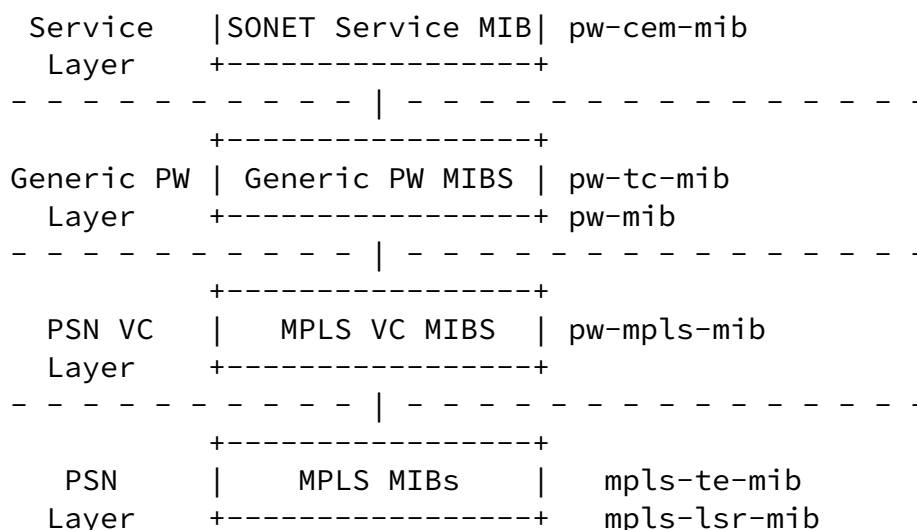 Service   |SONET Service MIB| pw-cem-mib
  Layer    +-----------------+
- - - - - - - - - - | - - - - - - - - - - - - - - -
           +-----------------+
Generic PW | Generic PW MIBS | pw-tc-mib
  Layer    +-----------------+ pw-mib
- - - - - - - - - - | - - - - - - - - - - - - - - -
           +-----------------+
  PSN VC   |   MPLS VC MIBS  | pw-mpls-mib
  Layer    +-----------------+
- - - - - - - - - - | - - - - - - - - - - - - - - -
           +-----------------+
   PSN     |    MPLS MIBs    |   mpls-te-mib
  Layer    +-----------------+   mpls-lsr-mib